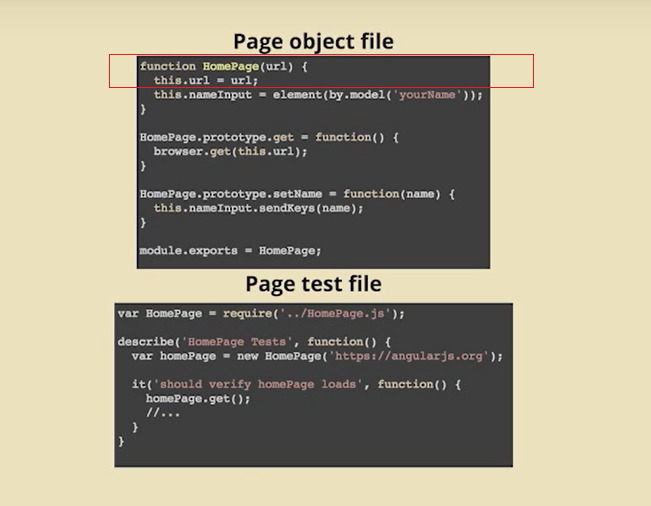 Page object file
function HomePage(url) {
this.url = url;
this.nameInput = element(by.model('yourName'));
}
HomePage.prototype.get = function() {
browser.get(this.url);
}
HomePage.prototype.setName = function(name) {
this.nameInput.sendKeys(name);
}
module.exports = HomePage;
Page test file
var HomePage = require('../HomePage.js');
describe('HomePage Tests', function() {
var homePage = new HomePage('https://angularjs.org');
it('should verify homePage loads', function() {
homePage.get();
//...
}
}